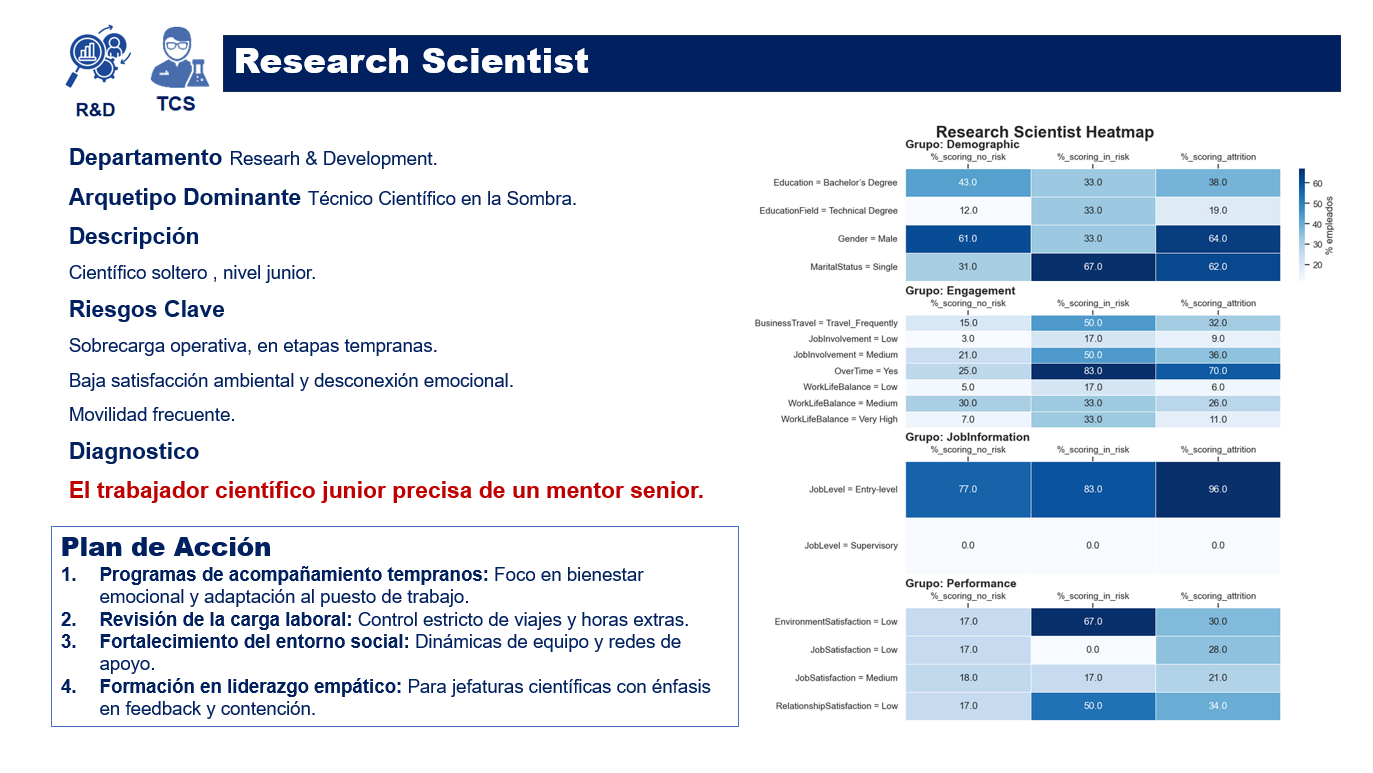 R&D
TCS
Research Scientist
Departamento Researh & Development.
Arquetipo Dominante Técnico Científico en la Sombra.
Descripción
Científico soltero , nivel junior.
Riesgos Clave
Sobrecarga operativa, en etapas tempranas.
Baja satisfacción ambiental y desconexión emocional.
Movilidad frecuente.
Diagnostico
El trabajador científico junior precisa de un mentor senior.
Plan de Acción
1. Programas de acompañamiento tempranos: Foco en bienestar
emocional y adaptación al puesto de trabajo.
2. Revisión de la carga laboral: Control estricto de viajes y horas extras.
3. Fortalecimiento del entorno social: Dinámicas de equipo y redes de
apoyo.
4. Formación en liderazgo empático: Para jefaturas científicas con énfasis
en feedback y contención.
Research Scientist Heatmap
Grupo: Demographic
%_scoring_no_risk %_scoring_in_risk %_scoring_attrition
Education = Bachelor's Degree 43.0 33.0 38.0
EducationField = Technical Degree 12.0 33.0 19.0
Gender = Male 61.0 33.0 64.0
MaritalStatus = Single 31.0 67.0 62.0
60
50
40
30
20
% empleados
Grupo: Engagement
%_scoring_no_risk %_scoring_in_risk %_scoring_attrition
BusinessTravel = Travel_Frequently 15.0 50.0 32.0
JobInvolvement = Low 3.0 17.0 9.0
JobInvolvement = Medium 21.0 50.0 36.0
OverTime = Yes 25.0 83.0 70.0
WorkLifeBalance = Low 5.0 17.0 6.0
WorkLifeBalance = Medium 30.0 33.0 26.0
WorkLifeBalance = Very High 7.0 33.0 11.0
Grupo: JobInformation
%_scoring_no_risk %_scoring_in_risk %_scoring_attrition
JobLevel = Entry-level 77.0 83.0 96.0
JobLevel = Supervisory 0.0 0.0 0.0
Grupo: Performance
%_scoring_no_risk %_scoring_in_risk %_scoring_attrition
EnvironmentSatisfaction = Low 17.0 67.0 30.0
JobSatisfaction = Low 17.0 0.0 28.0
JobSatisfaction = Medium 18.0 17.0 21.0
RelationshipSatisfaction = Low 17.0 50.0 34.0